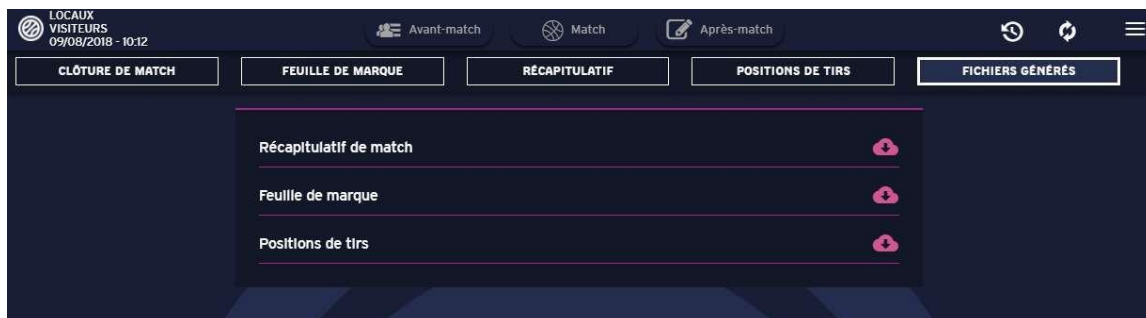 LOCAUX
VISITEURS
09/08/2018 - 10:12
Avant-match
Match
Après-match
CLÔTURE DE MATCH
FEUILLE DE MARQUE
RÉCAPITULATIF
POSITIONS DE TIRS
FICHIERS GÉNÉRÉS
Récapitulatif de match
Feuille de marque
Positions de tirs